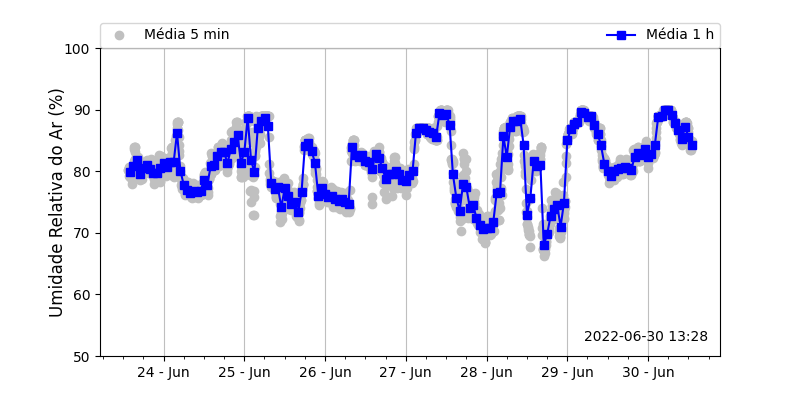 Média 5 min
Média 1 h
Umidade Relativa do Ar (%)
100
90
80
70
60
50
2022-06-30 13:28
24 - Jun
25 - Jun
26 - Jun
27 - Jun
28 - Jun
29 - Jun
30 - Jun